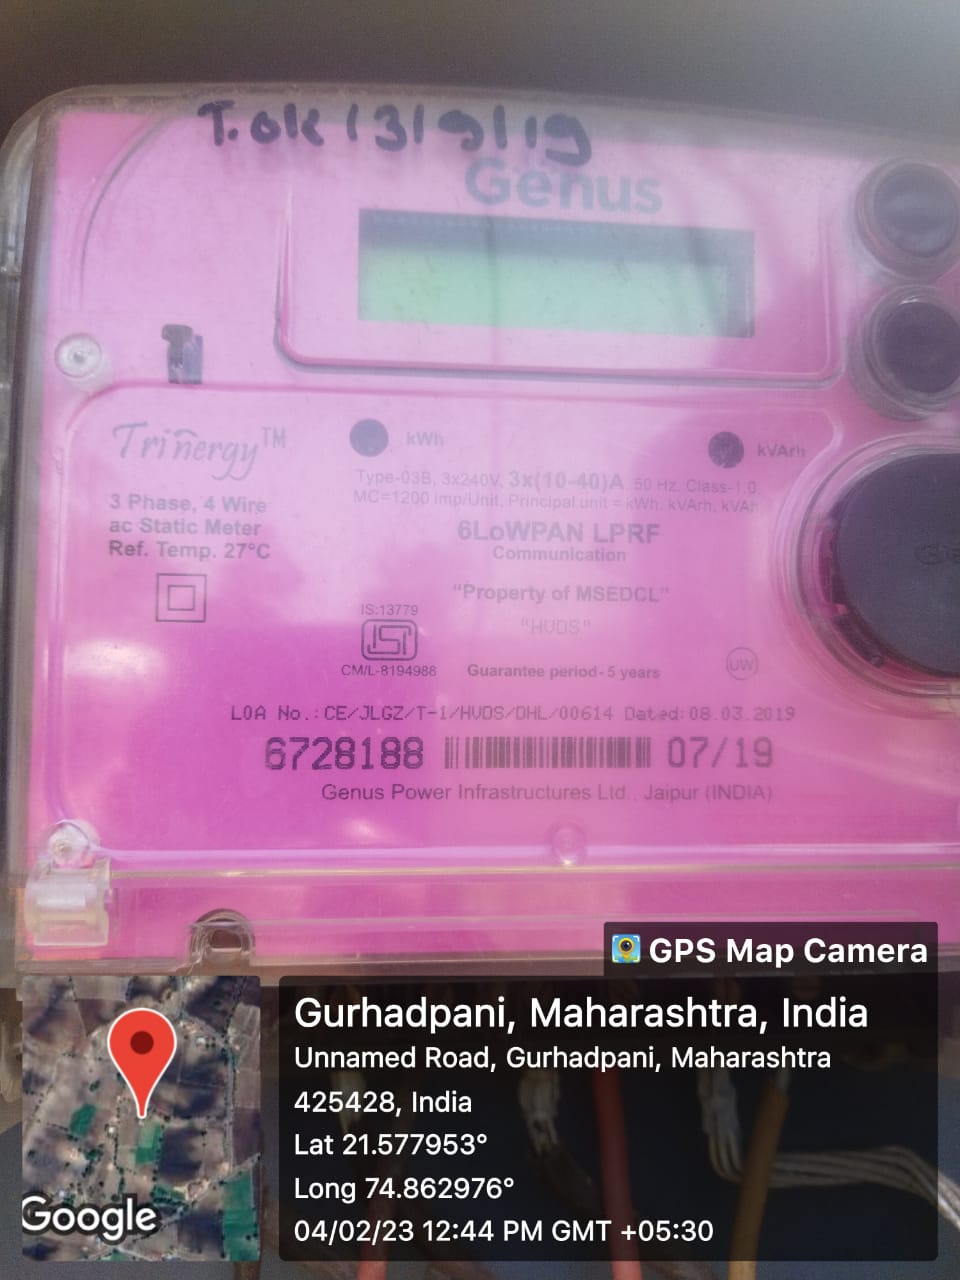 T.ok 13/9/19
Genus
Trinergy™
kWh
kVArh
3 Phase, 4 Wire
ac Static Meter
Ref. Temp. 27°C
Type-03B, 3x240V, 3x(10-40)A, 50 Hz, Class-1.0,
MC=1200 imp/Unit, Principal unit = kWh, kVArh, kVAh
6LoWPAN LPRF
Communication
"Property of MSEDCL"
"HVDS"
IS:13779
ISI
CM/L-8194988
Guarantee period-5 years
UW
LOA No.:CE/JLGZ/T-1/HVDS/DHL/00614 Dated:08.03.2019
6728188 07/19
Genus Power Infrastructures Ltd., Jaipur (INDIA)
GPS Map Camera
Gurhadpani, Maharashtra, India
Unnamed Road, Gurhadpani, Maharashtra
425428, India
Lat 21.577953°
Long 74.862976°
04/02/23 12:44 PM GMT +05:30
Google